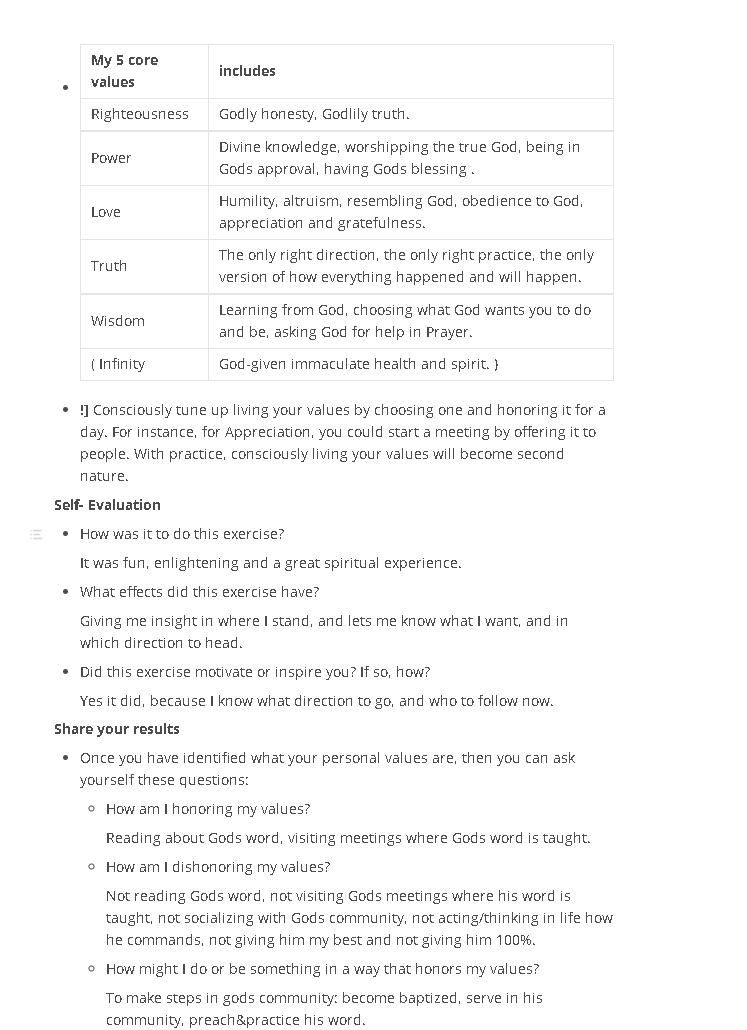 My 5 core
values
includes
Righteousness
Godly honesty, Godlily truth.
Power
Divine knowledge, worshipping the true God, being in
Gods approval, having Gods blessing .
Love
Humility, altruism, resembling God, obedience to God,
appreciation and gratefulness.
Truth
The only right direction, the only right practice, the only
version of how everything happened and will happen.
Wisdom
Learning from God, choosing what God wants you to do
and be, asking God for help in Prayer.
( Infinity
God-given immaculate health and spirit. )
!] Consciously tune up living your values by choosing one and honoring it for a
day. For instance, for Appreciation, you could start a meeting by offering it to
people. With practice, consciously living your values will become second
nature.
Self- Evaluation
How was it to do this exercise?
It was fun, enlightening and a great spiritual experience.
What effects did this exercise have?
Giving me insight in where I stand, and lets me know what I want, and in
which direction to head.
Did this exercise motivate or inspire you? If so, how?
Yes it did, because I know what direction to go, and who to follow now.
Share your results
Once you have identified what your personal values are, then you can ask
yourself these questions:
How am I honoring my values?
Reading about Gods word, visiting meetings where Gods word is taught.
How am I dishonoring my values?
Not reading Gods word, not visiting Gods meetings where his word is
taught, not socializing with Gods community, not acting/thinking in life how
he commands, not giving him my best and not giving him 100%.
How might I do or be something in a way that honors my values?
To make steps in gods community: become baptized, serve in his
community, preach&practice his word.